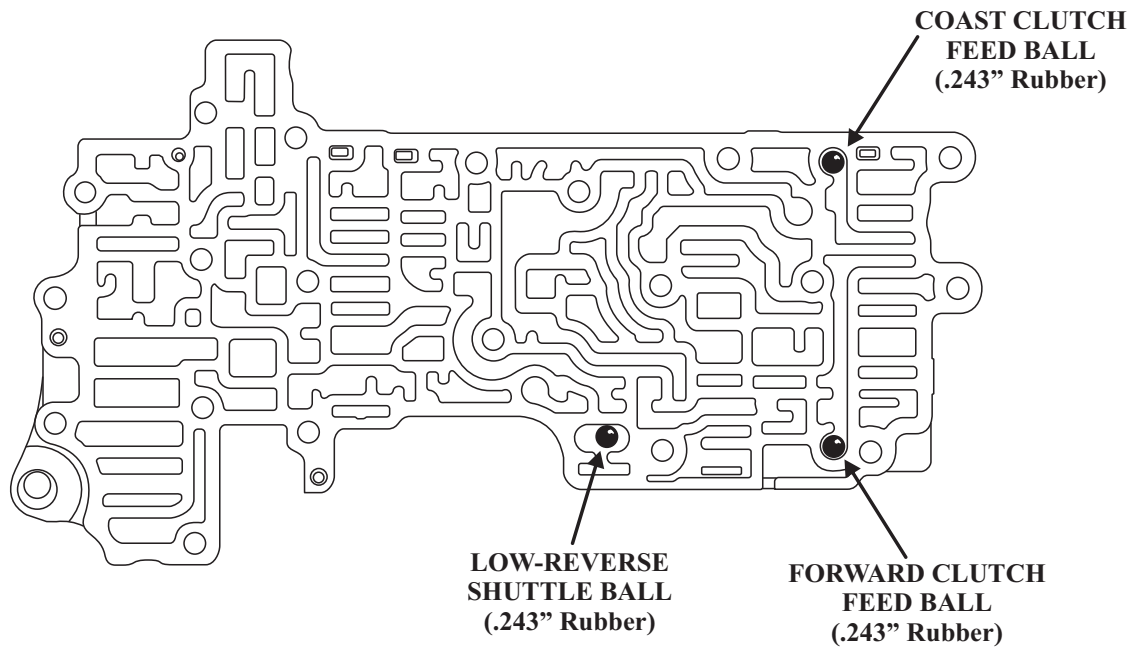 COAST CLUTCH
FEED BALL
(.243” Rubber)
LOW-REVERSE
SHUTTLE BALL
(.243” Rubber)
FORWARD CLUTCH
FEED BALL
(.243” Rubber)